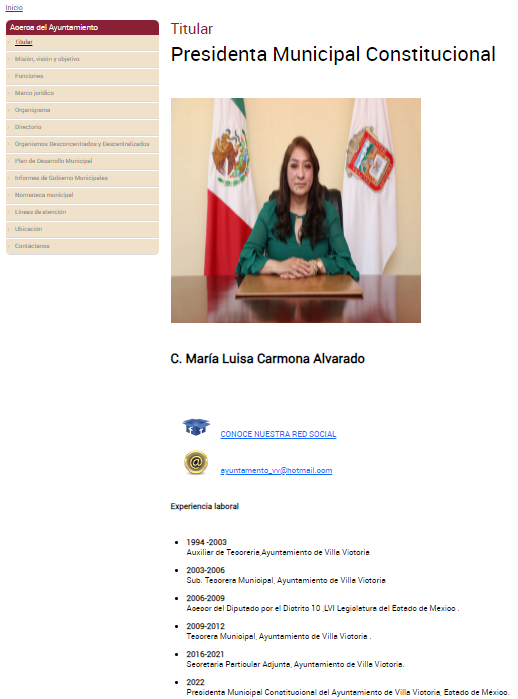 Inicio
Acerca del Ayuntamiento
Titular
Misión, visión y objetivo
Funciones
Marco jurídico
Organigrama
Directorio
Organismos Desconcentrados y Descentralizados
Plan de Desarrollo Municipal
Informes de Gobierno Municipales
Normateca municipal
Líneas de atención
Ubicación
Contáctanos
Titular
Presidenta Municipal Constitucional
C. María Luisa Carmona Alvarado
CONOCE NUESTRA RED SOCIAL
ayuntamento_vv@hotmail.com
Experiencia laboral
1994 -2003
Auxiliar de Tesorería,Ayuntamiento de Villa Victoria
2003-2006
Sub. Tesorera Municipal, Ayuntamiento de Villa Victoria
2006-2009
Asesor del Diputado por el Distrito 10 ,LVI Legislatura del Estado de Mexico .
2009-2012
Tesorera Municipal, Ayuntamiento de Villa Victoria .
2016-2021
Secretaria Particular Adjunta, Ayuntamiento de Villa Victoria.
2022
Presidenta Municipal Constitucional del Ayuntamiento de Villa Victoria, Estado de México.